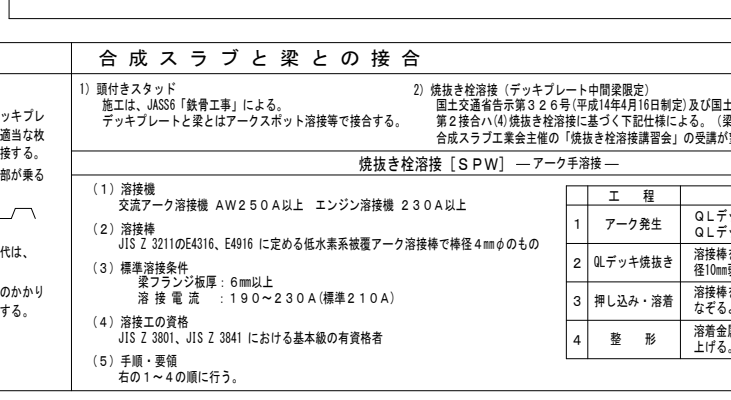 合成スラブと梁との接合
ッキプレ
適当な枚
接する。
部が乗る
代は、
のかかり
する。
1) 頭付きスタッド
施工は、JASS6「鉄骨工事」による。
デッキプレートと梁とはアークスポット溶接等で接合する。
2) 焼抜き栓溶接（デッキプレート中間梁限定）
国土交通省告示第３２６号(平成14年4月16日制定)及び国土
第２接合ハ(4)焼抜き栓溶接に基づく下記仕様による。（梁
合成スラブ工業会主催の「焼抜き栓溶接講習会」の受講が
焼抜き栓溶接［ＳＰＷ］―アーク手溶接―
（１）溶接機
交流アーク溶接機 ＡＷ２５０Ａ以上 エンジン溶接機 ２３０Ａ以上
（２）溶接棒
JIS Z 3211のE4316、E4916 に定める低水素系被覆アーク溶接棒で棒径４㎜φのもの
（３）標準溶接条件
梁フランジ板厚：6㎜以上
溶接電流 ：１９０～２３０Ａ(標準２１０Ａ)
（４）溶接工の資格
JIS Z 3801、JIS Z 3841 における基本級の有資格者
（５）手順・要領
右の１～４の順に行う。
工 程
1 アーク発生 ＱＬデッ
ＱＬデッ
2 QLデッキ焼抜き 溶接棒を
径10㎜
3 押し込み・溶着 溶接棒を
なぞる。
4 整 形 溶着金属
上げる。